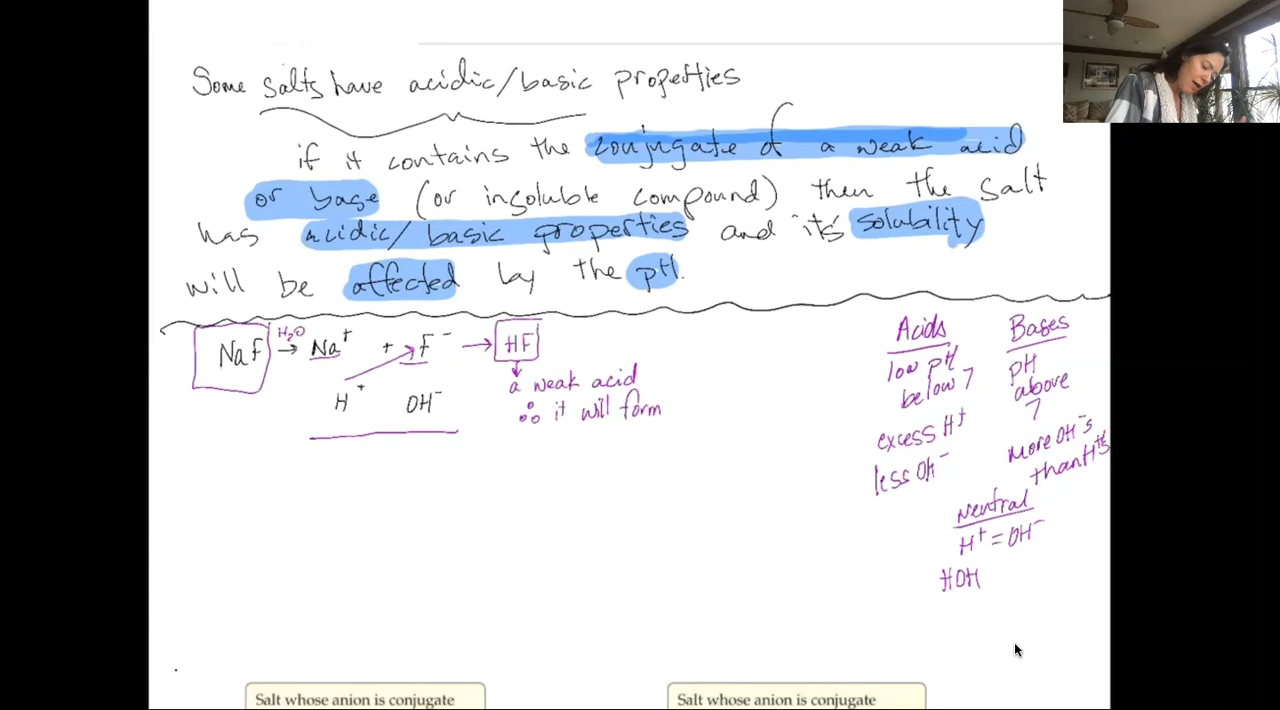 Some salts have acidic/basic properties
if it contains the conjugate of a weak acid
or base (or insoluble compound) then the salt
has acidic/basic properties and it's solubility
will be affected by the pH.
NaF H₂O → Na⁺ + F⁻ → HF
H⁺ OH⁻
a weak acid
∴ it will form
Acids
low pH
below 7
excess H⁺
less OH⁻
Bases
pH
above
7
more OH⁻s
than H⁺s
Neutral
H⁺ = OH⁻
HOH
Salt whose anion is conjugate
Salt whose anion is conjugate